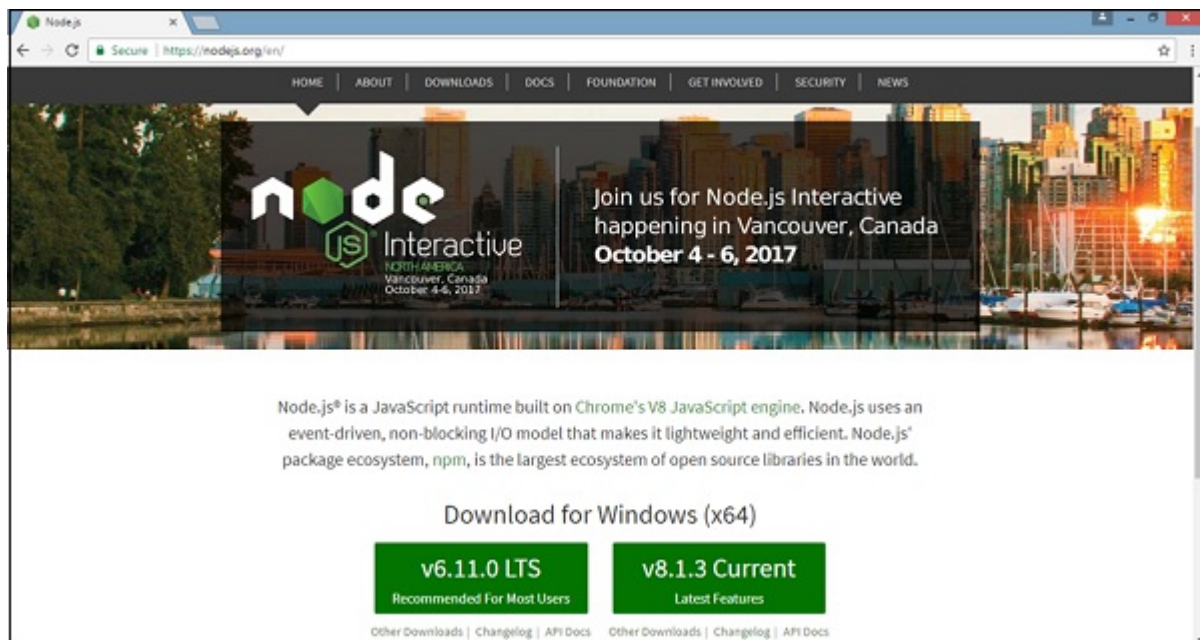 Node.js
Secure | https://nodejs.org/en/
HOME | ABOUT | DOWNLOADS | DOCS | FOUNDATION | GET INVOLVED | SECURITY | NEWS
node
JS Interactive
NORTH AMERICA
Vancouver, Canada
October 4-6, 2017
Join us for Node.js Interactive
happening in Vancouver, Canada
October 4 - 6, 2017
Node.js® is a JavaScript runtime built on Chrome's V8 JavaScript engine. Node.js uses an
event-driven, non-blocking I/O model that makes it lightweight and efficient. Node.js'
package ecosystem, npm, is the largest ecosystem of open source libraries in the world.
Download for Windows (x64)
v6.11.0 LTS
Recommended For Most Users
Other Downloads | Changelog | API Docs
v8.1.3 Current
Latest Features
Other Downloads | Changelog | API Docs